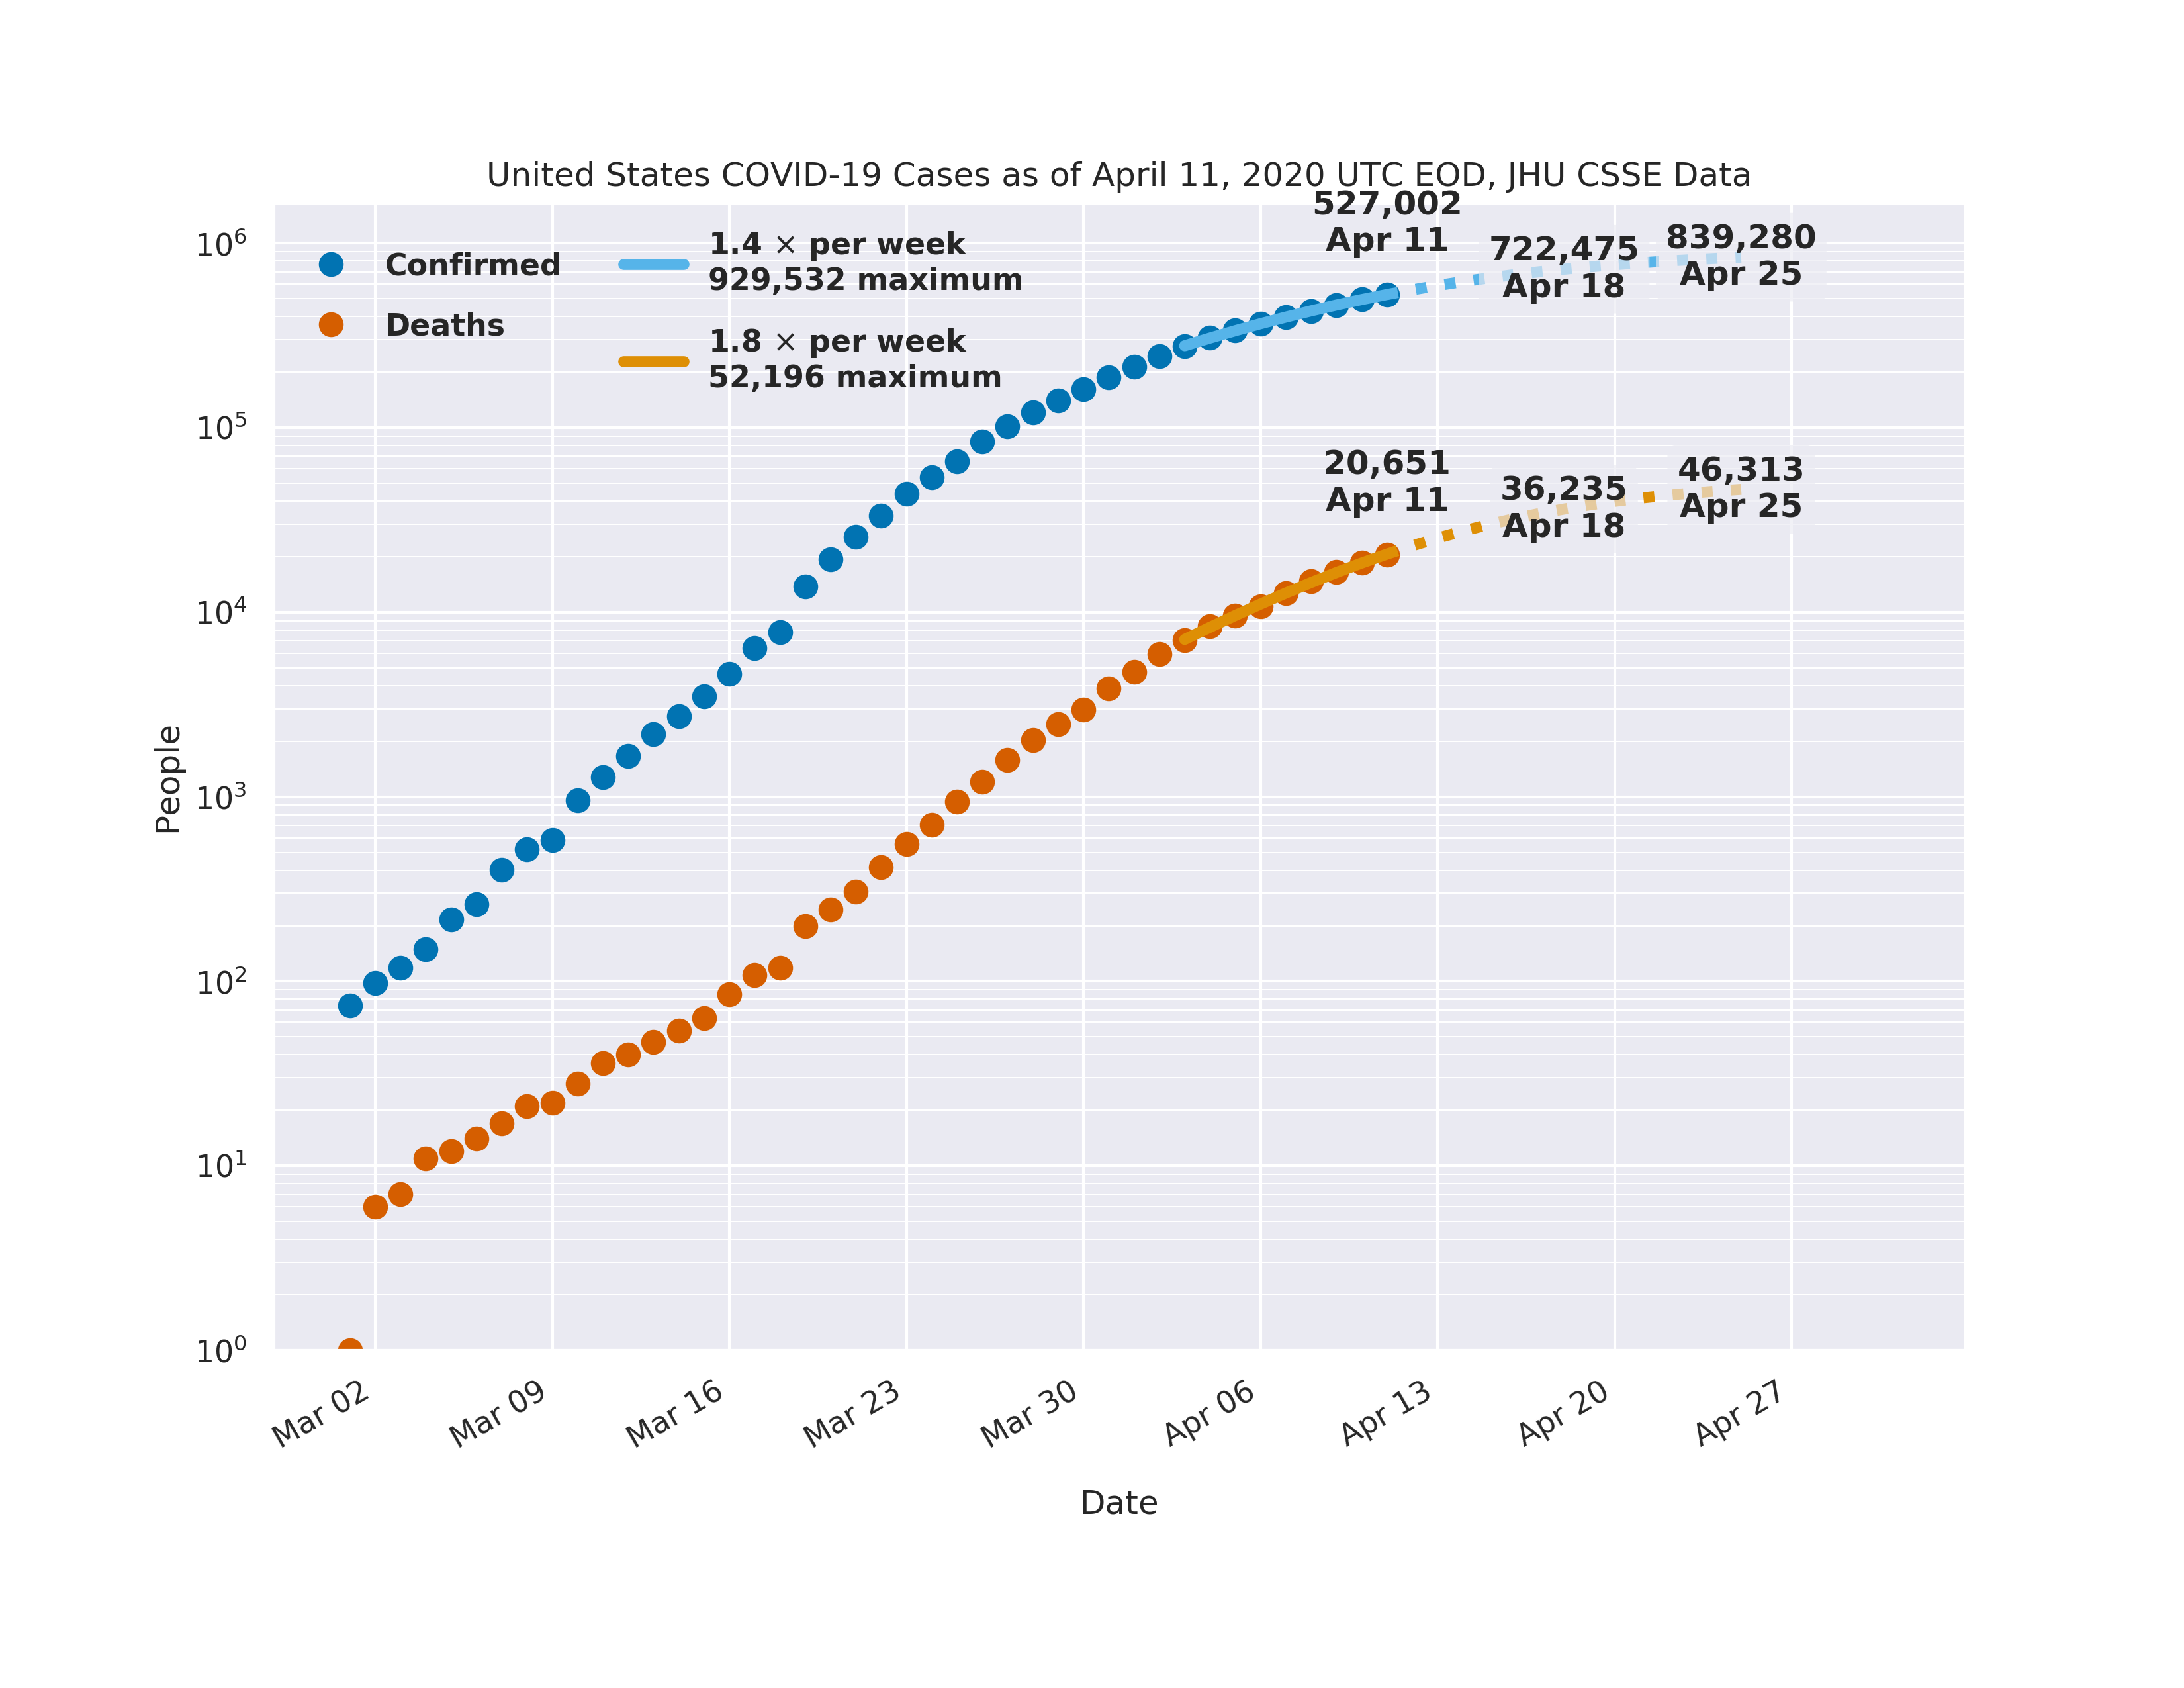 United States COVID-19 Cases as of April 11, 2020 UTC EOD, JHU CSSE Data
Confirmed
Deaths
1.4 × per week
929,532 maximum
1.8 × per week
52,196 maximum
527,002
Apr 11
722,475
Apr 18
839,280
Apr 25
20,651
Apr 11
36,235
Apr 18
46,313
Apr 25
People
10⁶
10⁵
10⁴
10³
10²
10¹
10⁰
Mar 02
Mar 09
Mar 16
Mar 23
Mar 30
Apr 06
Apr 13
Apr 20
Apr 27
Date